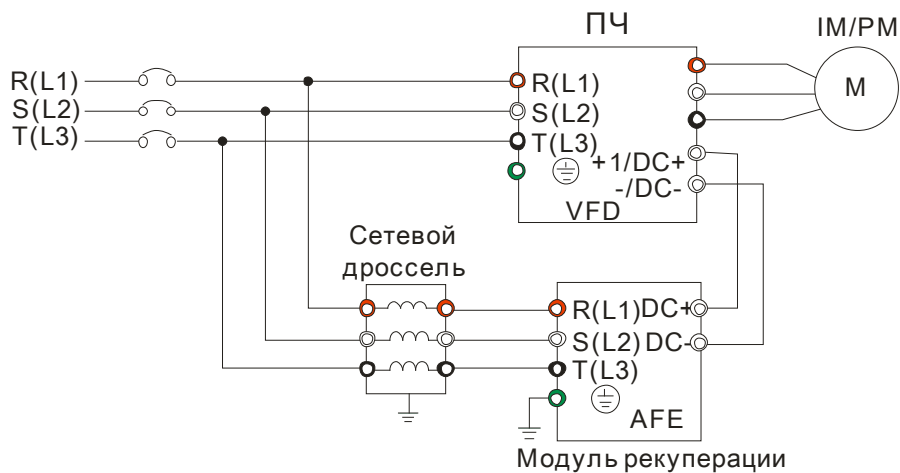 ПЧ
IM/PM
R(L1)
S(L2)
T(L3)
R(L1)
S(L2)
T(L3)
+1/DC+
-/DC-
VFD
M
Сетевой
дроссель
R(L1) DC+
S(L2) DC-
T(L3)
AFE
Модуль рекуперации